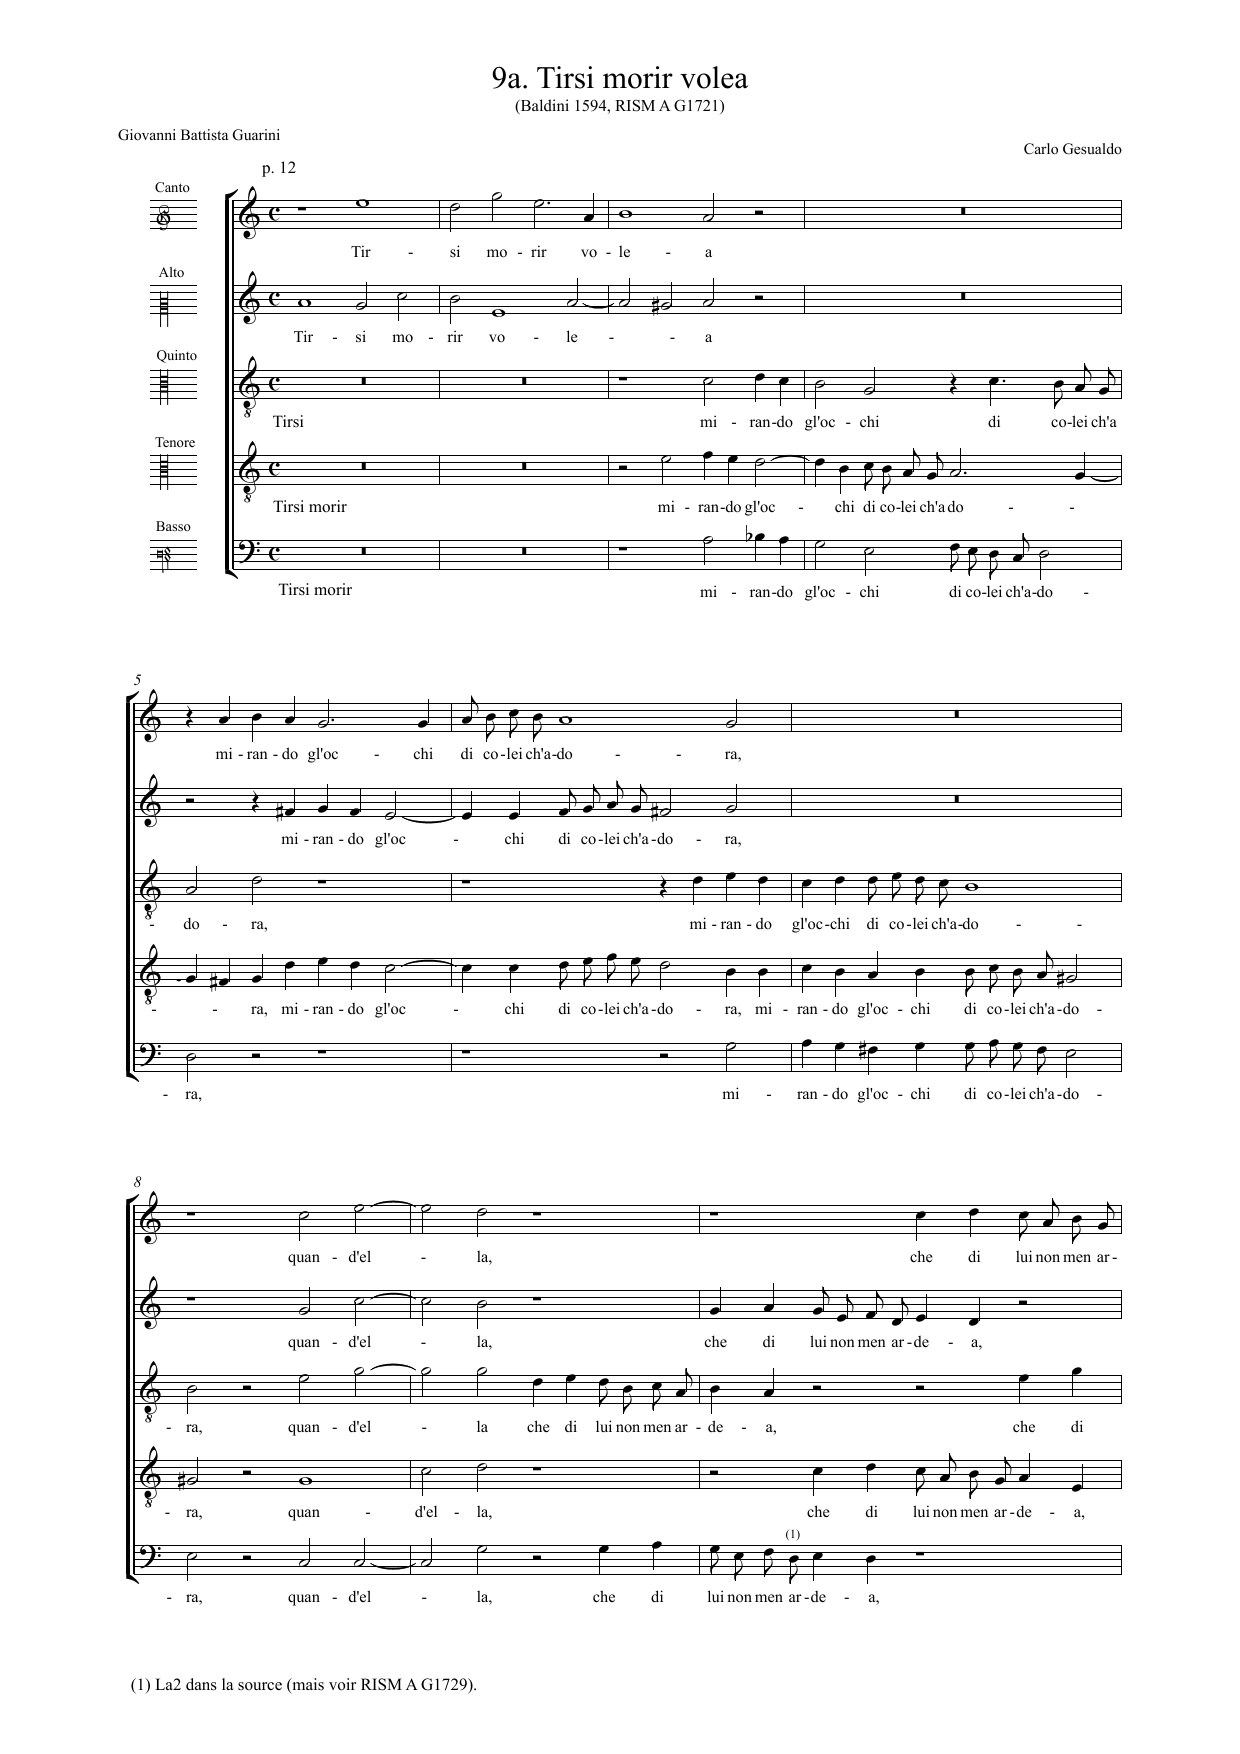 9a. Tirsi morir volea
(Baldini 1594, RISM A G1721)
Giovanni Battista Guarini
Carlo Gesualdo
p. 12
Canto
Tir - si mo - rir vo - le - a
Alto
Tir - si mo - rir vo - le - - a
Quinto
Tirsi mi - ran-do gl'oc - chi di co-lei ch'a
Tenore
Tirsi morir mi - ran-do gl'oc - chi di co-lei ch'a do - -
Basso
Tirsi morir mi - ran-do gl'oc - chi di co-lei ch'a-do -
5
mi - ran - do gl'oc - chi di co-lei ch'a-do - - ra,
mi - ran - do gl'oc - chi di co-lei ch'a-do - ra,
- do - ra, mi - ran - do gl'oc-chi di co-lei ch'a-do - -
- - ra, mi - ran - do gl'oc - chi di co-lei ch'a-do - ra, mi - ran - do gl'oc - chi di co-lei ch'a-do -
- ra, mi - ran - do gl'oc - chi di co-lei ch'a-do -
8
quan - d'el - la, che di lui non men ar-
quan - d'el - la, che di lui non men ar-de - a,
- ra, quan - d'el - la che di lui non men ar - de - a, che di
- ra, quan - d'el - la, che di lui non men ar-de - a,
(1)
- ra, quan - d'el - la, che di lui non men ar-de - a,
(1) La2 dans la source (mais voir RISM A G1729).